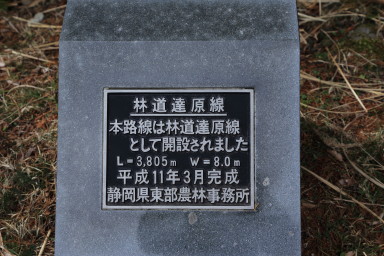 林道達原線
本路線は林道達原線
として開設されました
L=3,805m W=8.0m
平成11年3月完成
静岡県東部農林事務所